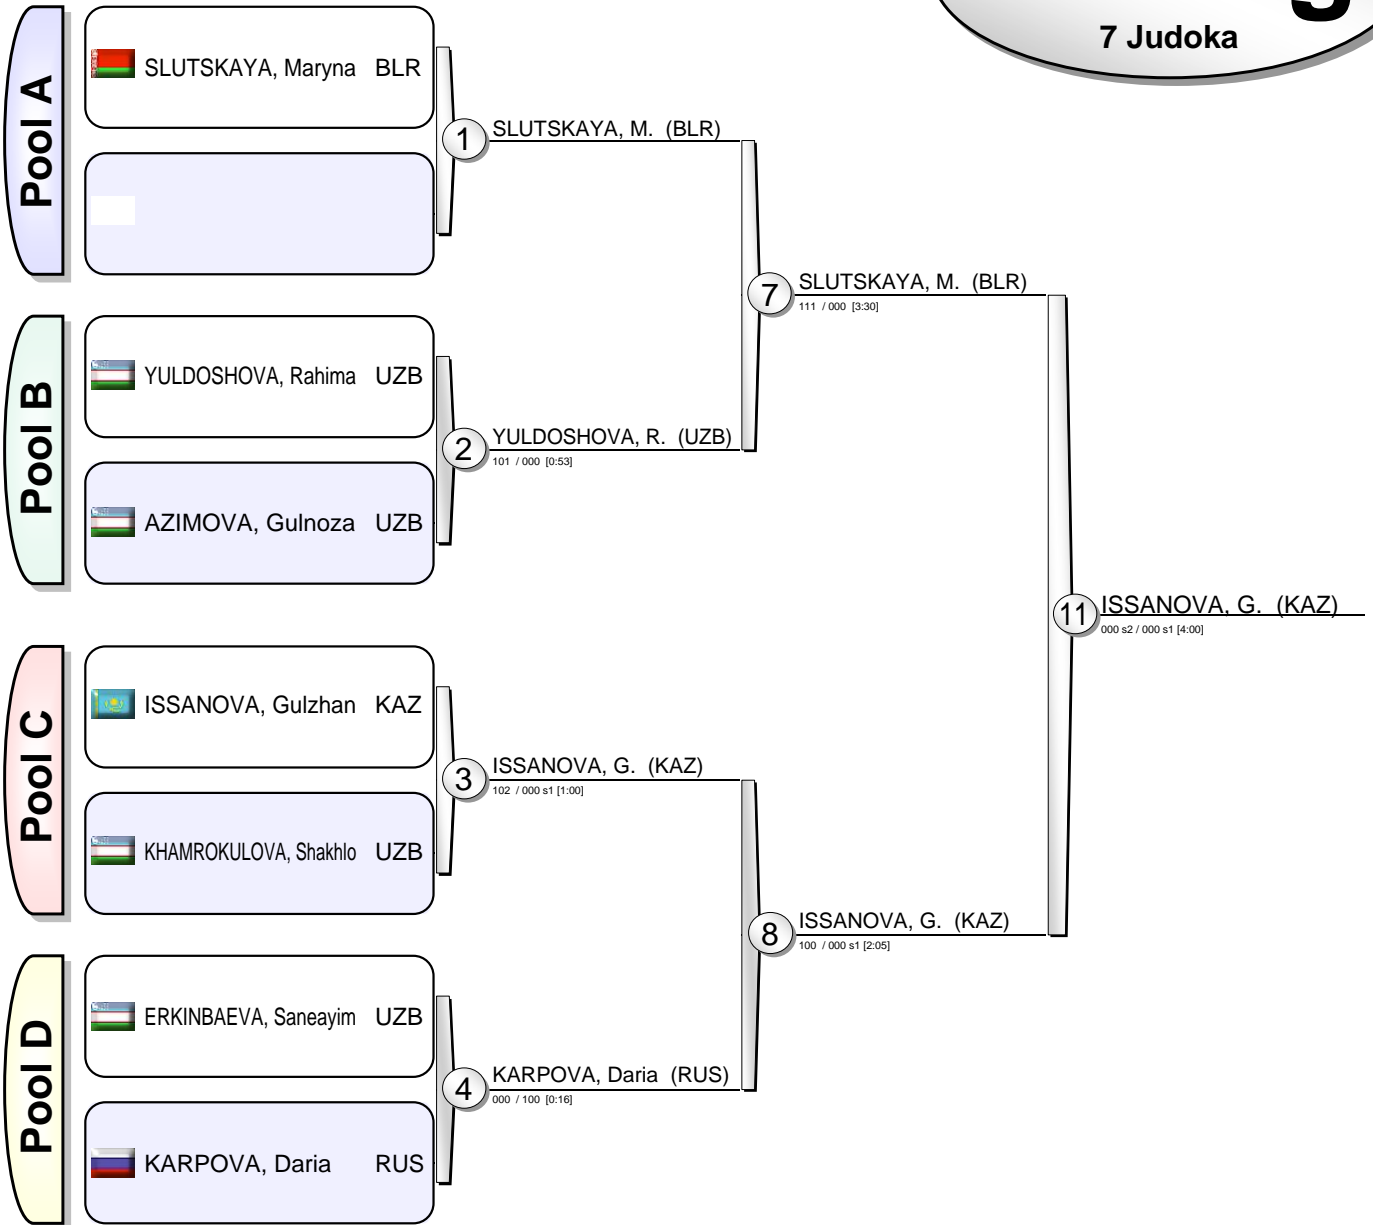 7 Judoka
Pool A
SLUTSKAYA, Maryna BLR
1
SLUTSKAYA, M. (BLR)
7
SLUTSKAYA, M. (BLR)
111 / 000 [3:30]
Pool B
YULDOSHOVA, Rahima UZB
2
YULDOSHOVA, R. (UZB)
101 / 000 [0:53]
AZIMOVA, Gulnoza UZB
11
ISSANOVA, G. (KAZ)
000 s2 / 000 s1 [4:00]
Pool C
ISSANOVA, Gulzhan KAZ
3
ISSANOVA, G. (KAZ)
102 / 000 s1 [1:00]
KHAMROKULOVA, Shakhlo UZB
8
ISSANOVA, G. (KAZ)
100 / 000 s1 [2:05]
Pool D
ERKINBAEVA, Saneayim UZB
4
KARPOVA, Daria (RUS)
000 / 100 [0:16]
KARPOVA, Daria RUS